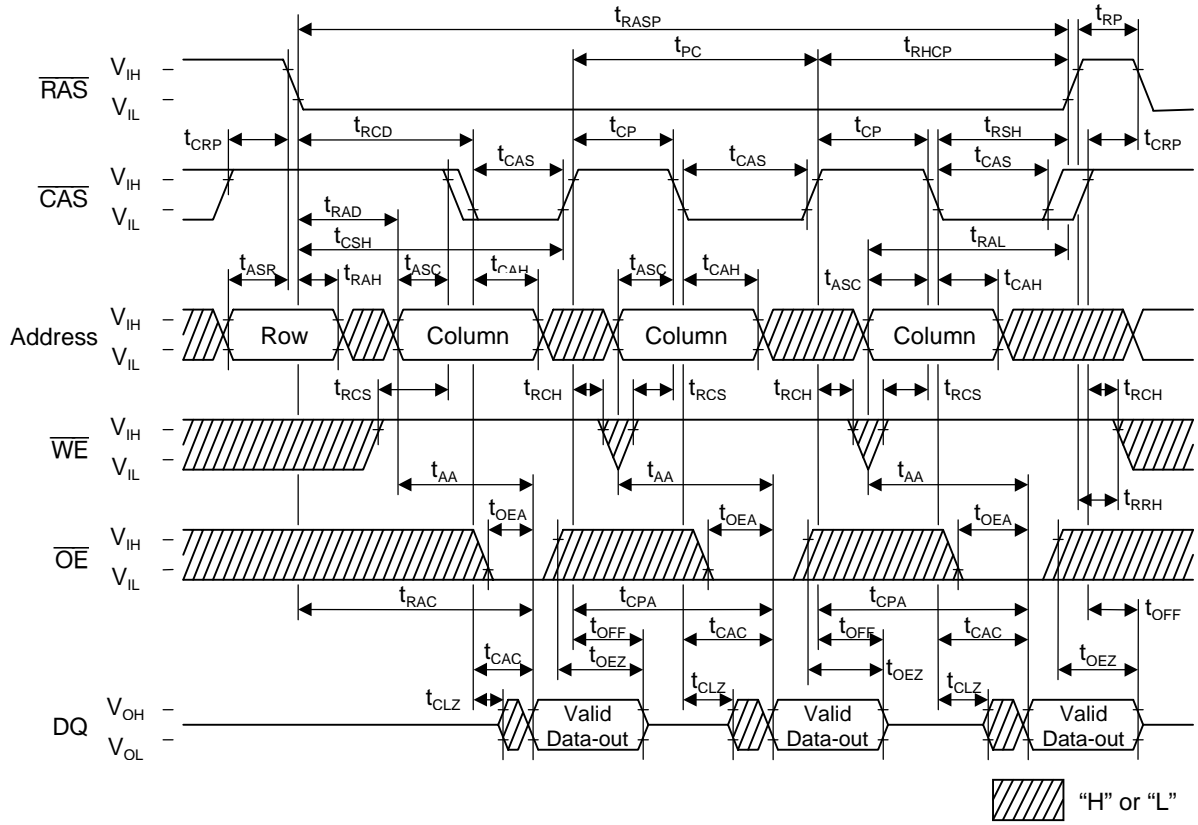 tRASP tRP
tPC tRHCP
RAS VIH
VIL
tCRP tRCD tCP tCP tRSH tCRP
tCAS tCAS tCAS
CAS VIH
VIL
tRAD
tCSH tRAL
tASR tRAH tASC tCAH tASC tCAH tASC tCAH
Address VIH
VIL
Row Column Column Column
tRCS tRCH tRCS tRCH tRCS tRCH
WE VIH
VIL
tAA tAA tAA
tRRH
tOEA tOEA tOEA
OE VIH
VIL
tRAC tCPA tCPA tOFF
tCAC tOFF tCAC tOFF tCAC
tOEZ tOEZ tOEZ
tCLZ tCLZ tCLZ
DQ VOH
VOL
Valid Data-out Valid Data-out Valid Data-out
“H” or “L”